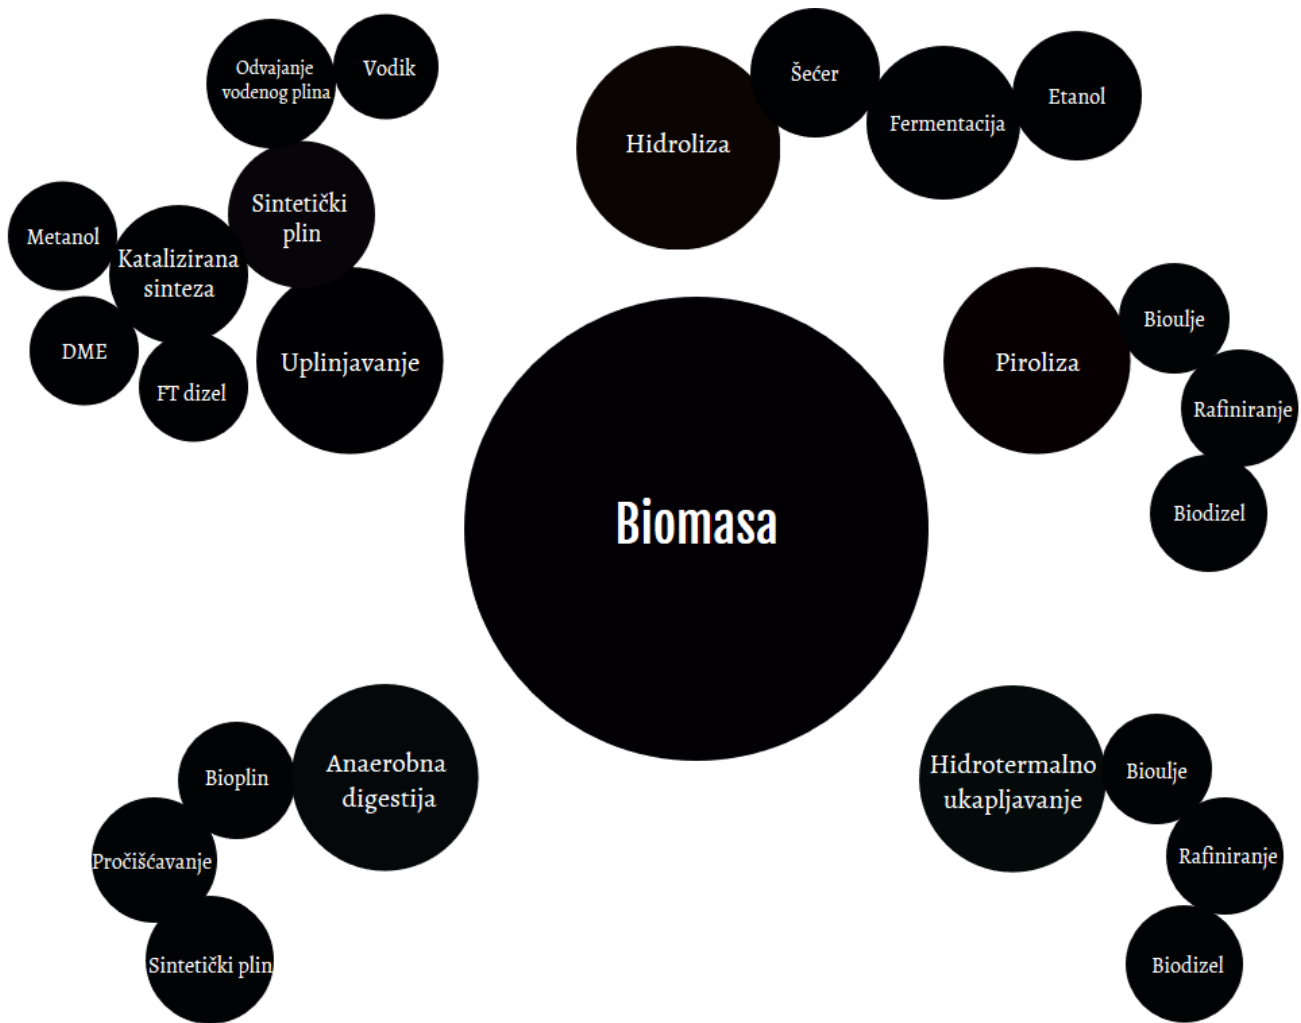 Odvajanje
vodenog plina
Vodik
Sintetički
plin
Metanol
Katalizirana
sinteza
DME
FT dizel
Uplinjavanje
Hidroliza
Šećer
Fermentacija
Etanol
Piroliza
Bioulje
Rafiniranje
Biodizel
Biomasa
Anaerobna
digestija
Bioplin
Pročišćavanje
Sintetički plin
Hidrotermalno
ukapljavanje
Bioulje
Rafiniranje
Biodizel